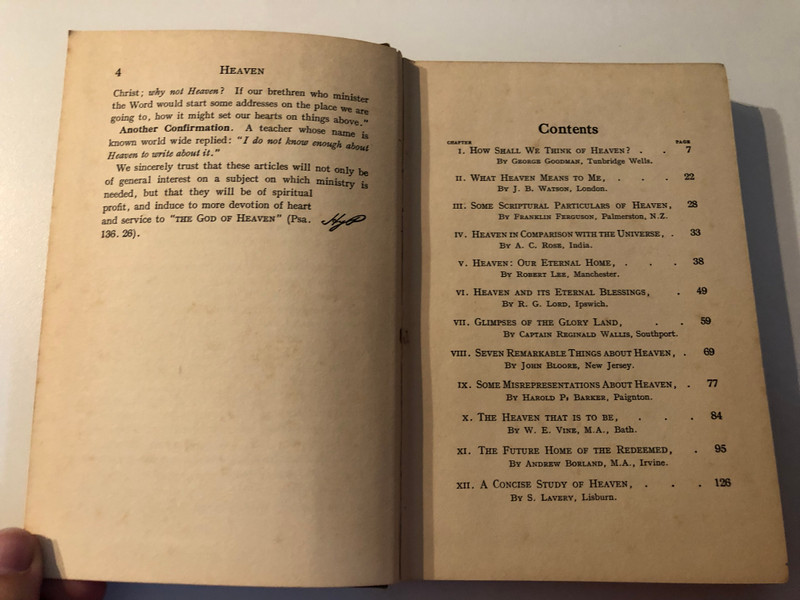 4 HEAVEN
Christ; why not Heaven? If our brethren who minister
the Word would start some addresses on the place we are
going to, how it might set our hearts on things above."
Another Confirmation. A teacher whose name is
known world wide replied: "I do not know enough about
Heaven to write about it."
We sincerely trust that these articles will not only be
of general interest on a subject on which ministry is
needed, but that they will be of spiritual
profit, and induce to more devotion of heart
and service to "THE GOD OF HEAVEN" (Psa.
136. 26).
HyP
Contents
CHAPTER PAGE
I. HOW SHALL WE THINK OF HEAVEN? . . 7
BY GEORGE GOODMAN, Tunbridge Wells.
II. WHAT HEAVEN MEANS TO ME, . . . 22
BY J. B. WATSON, London.
III. SOME SCRIPTURAL PARTICULARS OF HEAVEN, 28
BY FRANKLIN FERGUSON, Palmerston, N.Z.
IV. HEAVEN IN COMPARISON WITH THE UNIVERSE, . 33
BY A. C. ROSE, India.
V. HEAVEN: OUR ETERNAL HOME, . . . 38
BY ROBERT LEE, Manchester.
VI. HEAVEN AND ITS ETERNAL BLESSINGS, . 49
BY R. G. LORD, Ipswich.
VII. GLIMPSES OF THE GLORY LAND, . . 59
BY CAPTAIN REGINALD WALLIS, Southport.
VIII. SEVEN REMARKABLE THINGS ABOUT HEAVEN, . 69
BY JOHN BLOORE, New Jersey.
IX. SOME MISREPRESENTATIONS ABOUT HEAVEN, . 77
BY HAROLD P. BARKER, Paignton.
X. THE HEAVEN THAT IS TO BE, . . . 84
BY W. E. VINE, M.A., Bath.
XI. THE FUTURE HOME OF THE REDEEMED, . 95
BY ANDREW BORLAND, M.A., Irvine.
XII. A CONCISE STUDY OF HEAVEN, . . . 126
BY S. LAVERY, Lisburn.